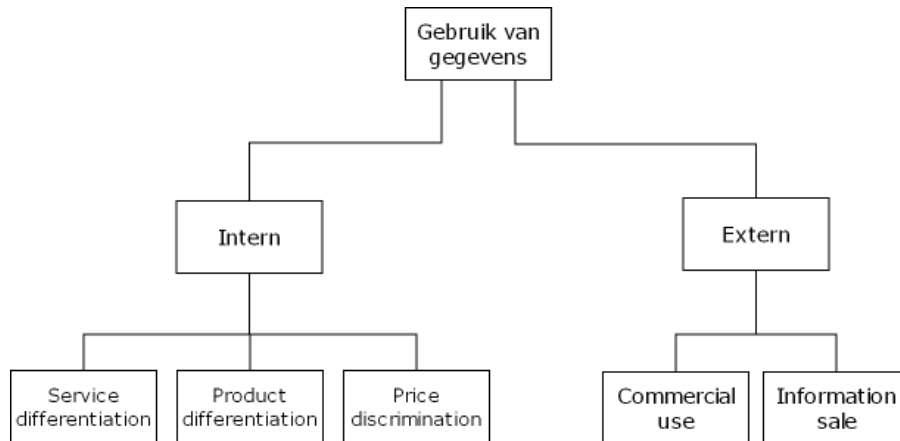 Gebruik van
gegevens
Intern
Extern
Service
differentiation
Product
differentiation
Price
discrimination
Commercial
use
Information
sale